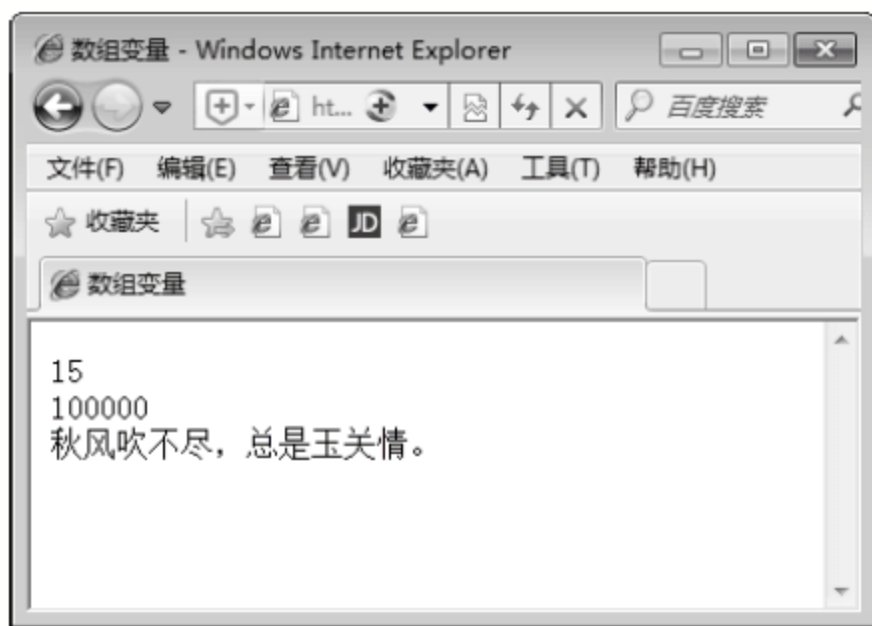 数组变量 - Windows Internet Explorer
ht... 百度搜索
文件(F) 编辑(E) 查看(V) 收藏夹(A) 工具(T) 帮助(H)
收藏夹 JD
数组变量
15
100000
秋风吹不尽，总是玉关情。